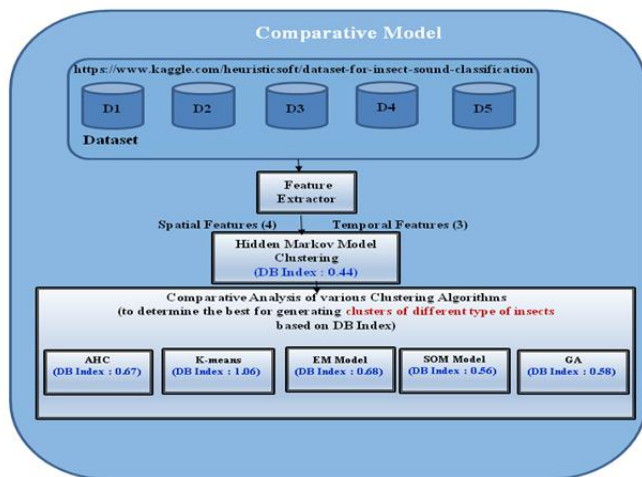 Comparative Model
https://www.kaggle.com/heuristicsoft/dataset-for-insect-sound-classification
D1
D2
D3
D4
D5
Dataset
Feature
Extractor
Spatial Features (4)
Temporal Features (3)
Hidden Markov Model
Clustering
(DB Index : 0.44)
Comparative Analysis of various Clustering Algorithms
(to determine the best for generating clusters of different type of insects
based on DB Index)
AHC
(DB Index : 0.67)
K-means
(DB Index : 1.06)
EM Model
(DB Index : 0.68)
SOM Model
(DB Index : 0.56)
GA
(DB Index : 0.58)